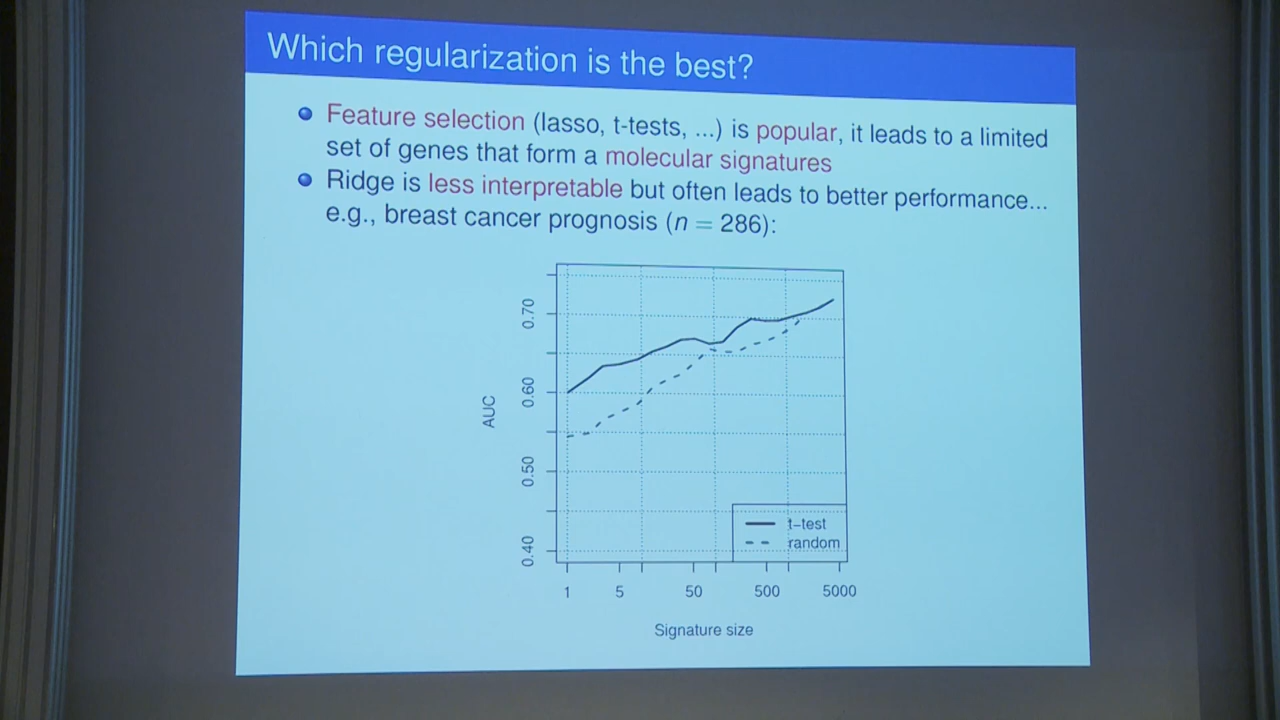 Which regularization is the best?
Feature selection (lasso, t-tests, ...) is popular, it leads to a limited
set of genes that form a molecular signatures
Ridge is less interpretable but often leads to better performance...
e.g., breast cancer prognosis (n = 286):
AUC
0.70
0.60
0.50
0.40
t-test
random
1 5 50 500 5000
Signature size